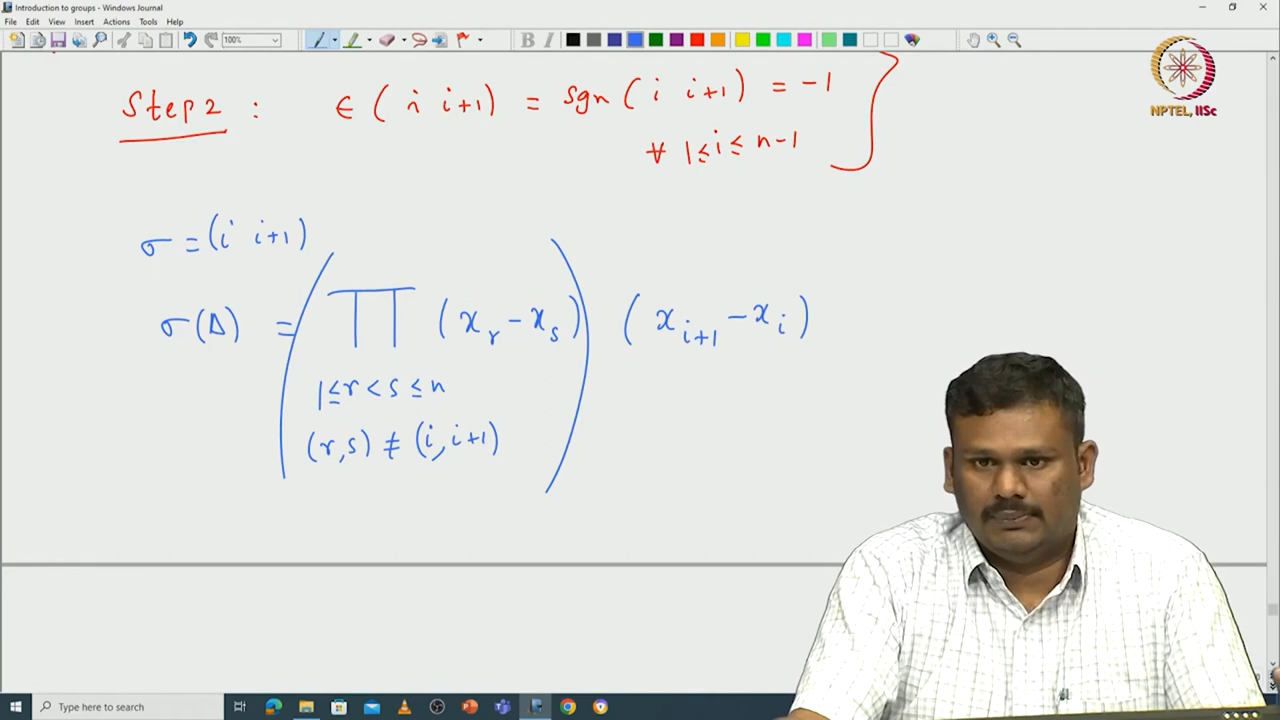 Introduction to groups - Windows Journal
File Edit View Insert Actions Tools Help
100%
B I
NPTEL, IISc
Step 2 : ∈ ( i i+1) = sgn ( i i+1) = -1
∀ 1≤i≤ n-1
σ = (i i+1)
σ(Δ) = ( ∏ (x_r - x_s) ) (x_{i+1} - x_i)
1≤r<s≤n
(r,s) ≠ (i, i+1)
Type here to search